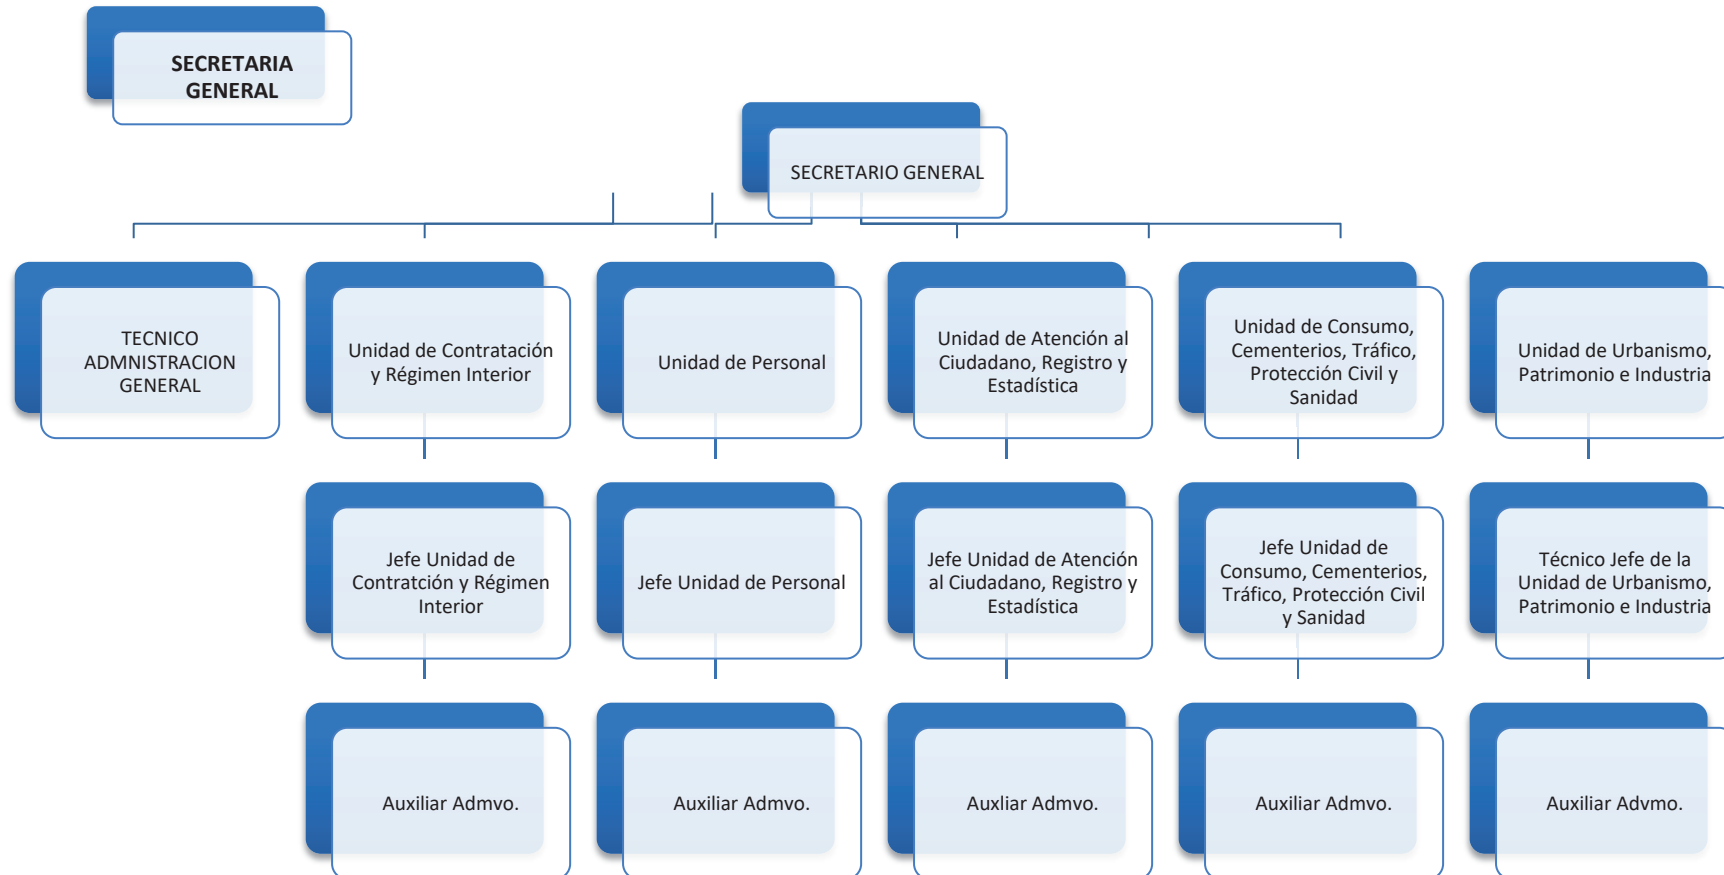 SECRETARIA
GENERAL
SECRETARIO GENERAL
TECNICO
ADMNISTRACION
GENERAL
Unidad de Contratación
y Régimen Interior
Unidad de Personal
Unidad de Atención al
Ciudadano, Registro y
Estadística
Unidad de Consumo,
Cementerios, Tráfico,
Protección Civil y
Sanidad
Unidad de Urbanismo,
Patrimonio e Industria
Jefe Unidad de
Contratción y Régimen
Interior
Jefe Unidad de Personal
Jefe Unidad de Atención
al Ciudadano, Registro y
Estadística
Jefe Unidad de
Consumo, Cementerios,
Tráfico, Protección Civil
y Sanidad
Técnico Jefe de la
Unidad de Urbanismo,
Patrimonio e Industria
Auxiliar Admvo.
Auxiliar Admvo.
Auxliar Admvo.
Auxiliar Admvo.
Auxiliar Advmo.